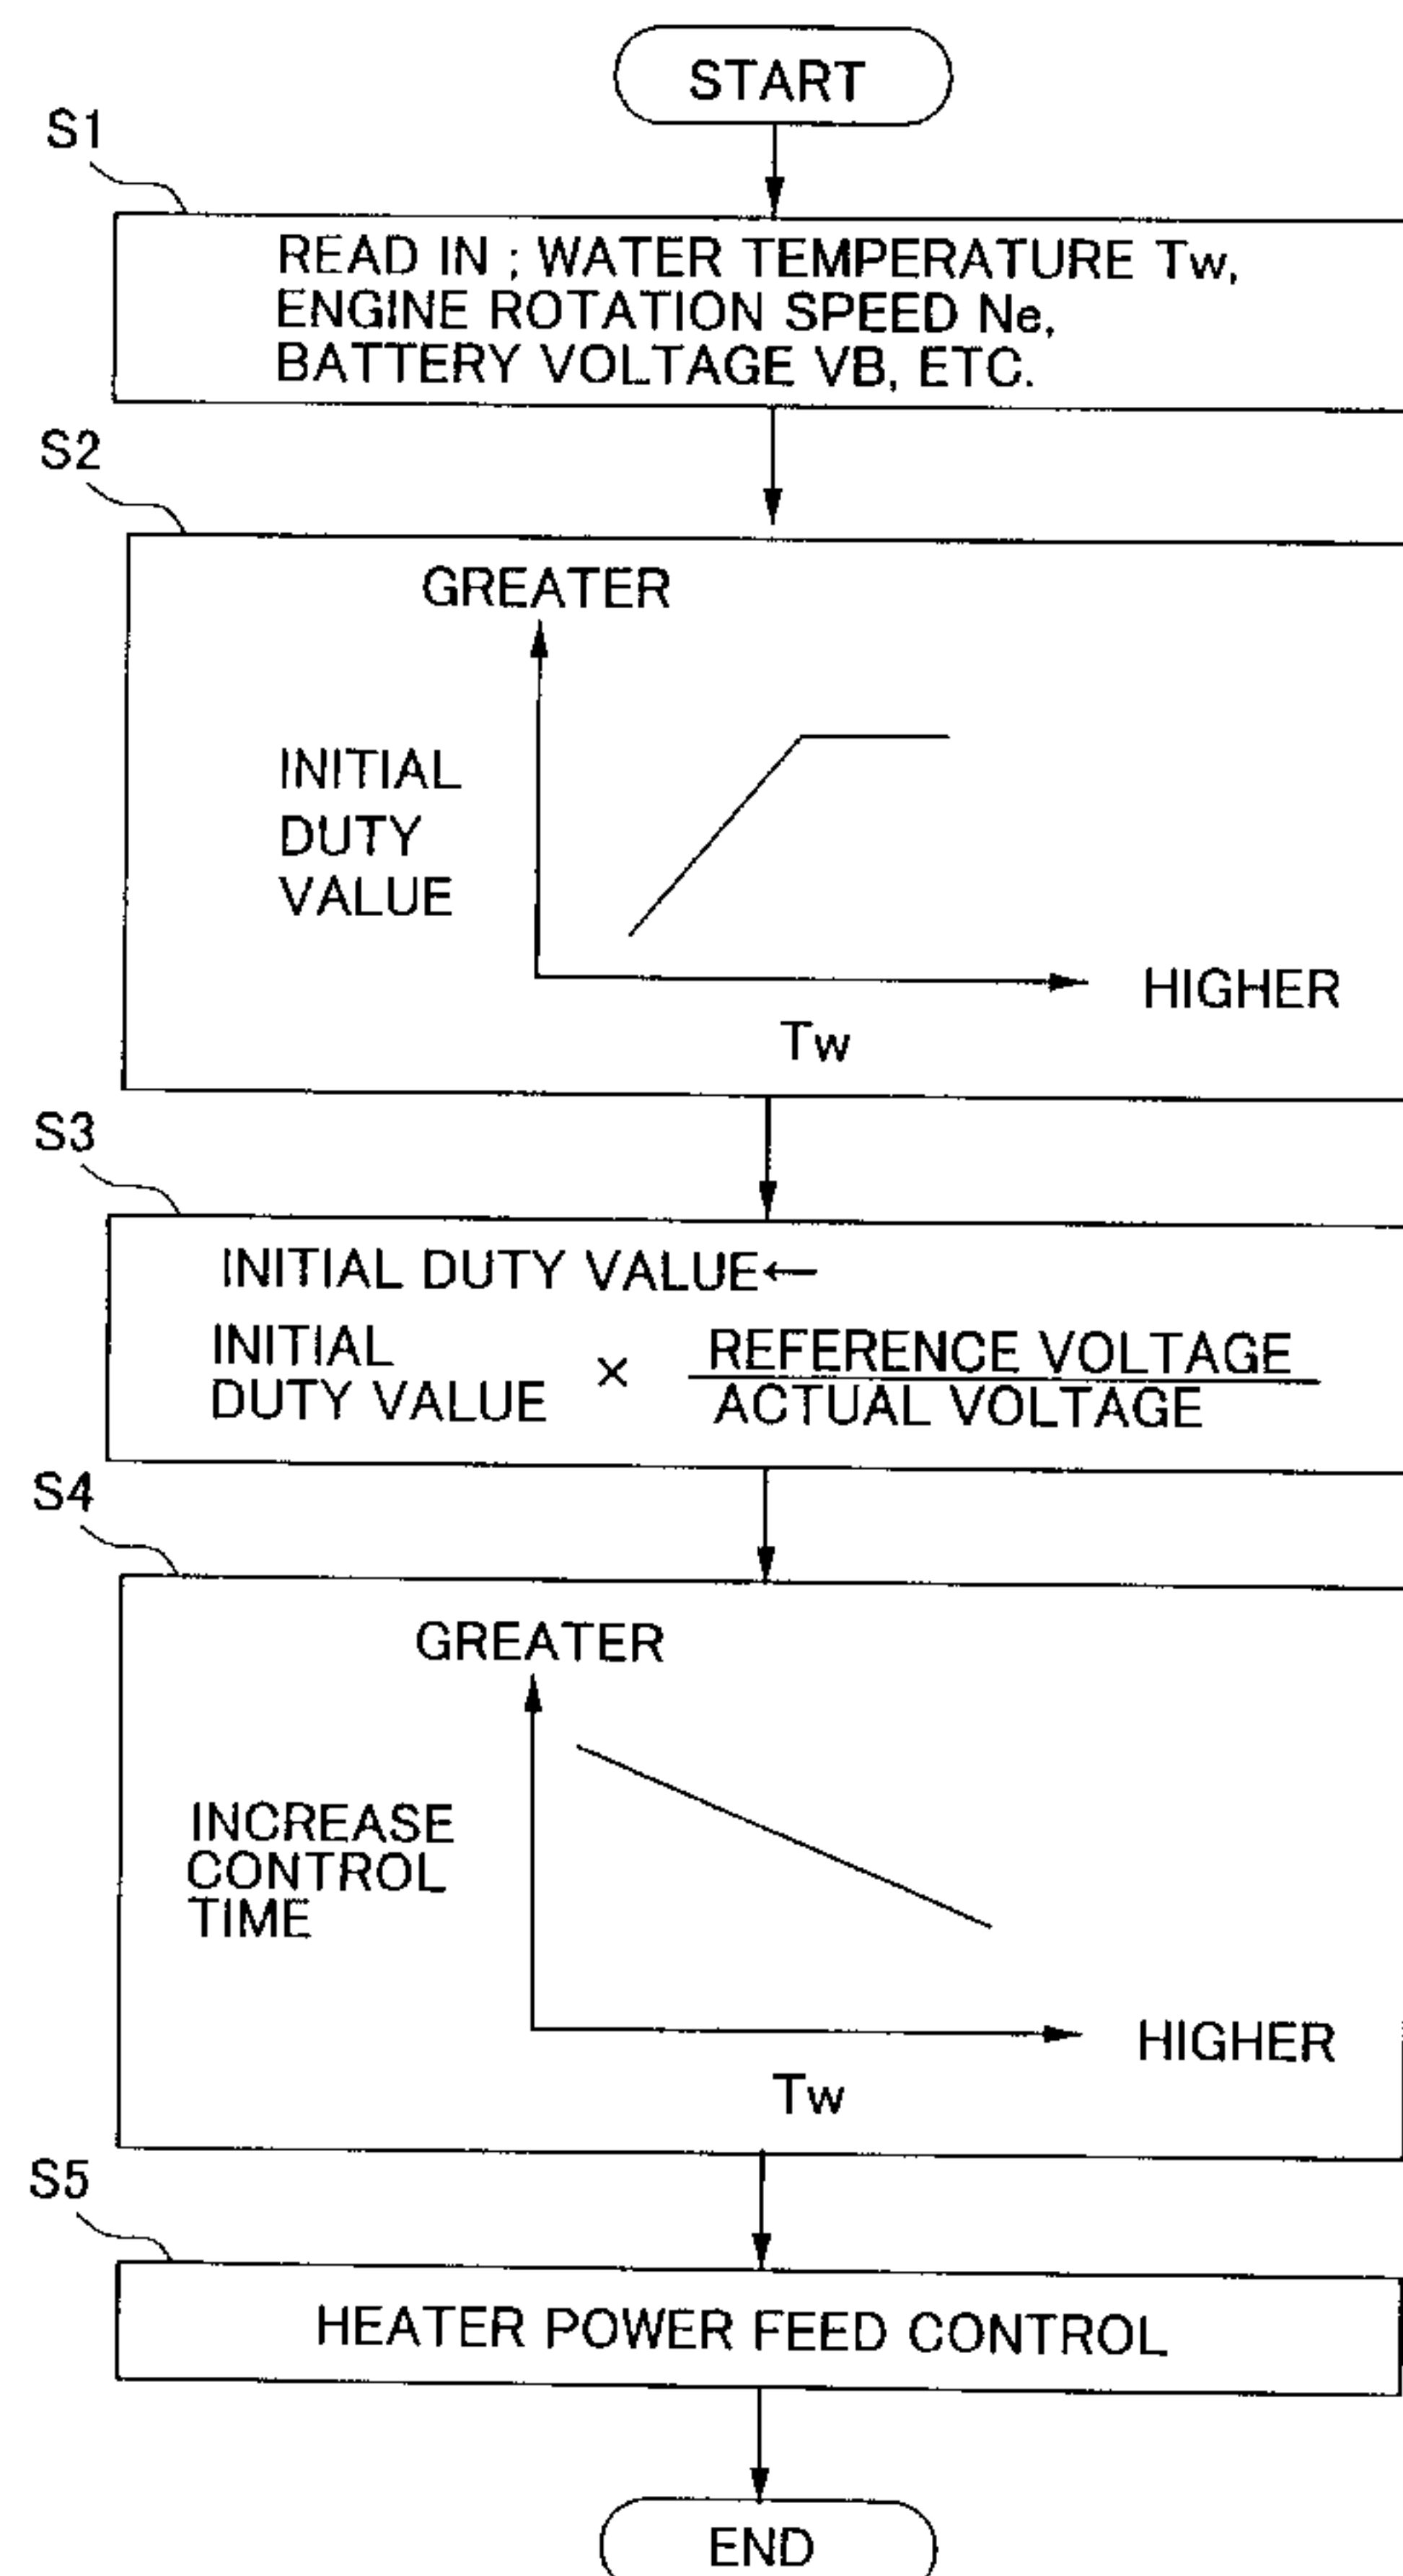 START
S1
READ IN ; WATER TEMPERATURE Tw,
ENGINE ROTATION SPEED Ne,
BATTERY VOLTAGE VB, ETC.
S2
GREATER
INITIAL
DUTY
VALUE
HIGHER
Tw
S3
INITIAL DUTY VALUE←
INITIAL
DUTY VALUE × REFERENCE VOLTAGE
ACTUAL VOLTAGE
S4
GREATER
INCREASE
CONTROL
TIME
HIGHER
Tw
S5
HEATER POWER FEED CONTROL
END